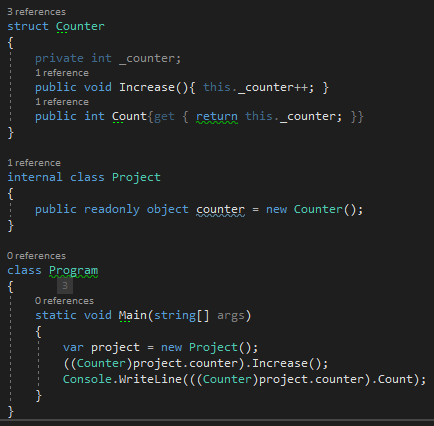 3 references
struct Counter
{
private int _counter;
1 reference
public void Increase(){ this._counter++; }
1 reference
public int Count{get { return this._counter; }}
}
1 reference
internal class Project
{
public readonly object counter = new Counter();
}
0 references
class Program
{
3
0 references
static void Main(string[] args)
{
var project = new Project();
((Counter)project.counter).Increase();
Console.WriteLine(((Counter)project.counter).Count);
}
}